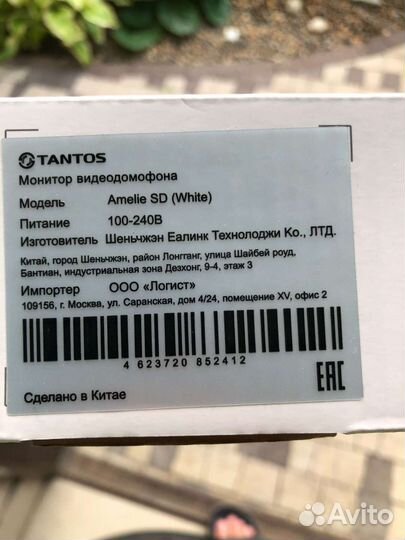 TANTOS
Монитор видеодомофона
Модель Amelie SD (White)
Питание 100-240В
Изготовитель Шеньчжэн Еалинк Технолоджи Ко., ЛТД.
Китай, город Шеньчжэн, район Лонгганг, улица Шайбей роуд,
Бантиан, индустриальная зона Дезхонг, 9-4, этаж 3
Импортер ООО «Логист»
109156, г. Москва, ул. Саранская, дом 4/24, помещение XV, офис 2
4 623720 852412
EAC
Сделано в Китае
Avito